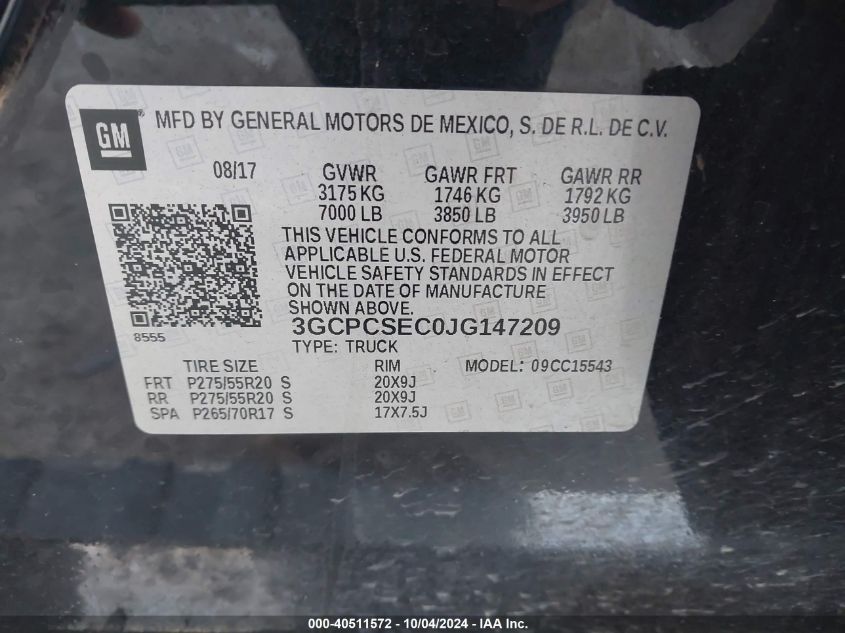 GM ® MFD BY GENERAL MOTORS DE MEXICO, S. DE R.L. DE C.V.
08/17 GVWR GAWR FRT GAWR RR
3175 KG 1746 KG 1792 KG
7000 LB 3850 LB 3950 LB
THIS VEHICLE CONFORMS TO ALL
APPLICABLE U.S. FEDERAL MOTOR
VEHICLE SAFETY STANDARDS IN EFFECT
ON THE DATE OF MANUFACTURE
SHOWN ABOVE.
8555
3GCPCSEC0JG147209
TYPE: TRUCK
TIRE SIZE RIM MODEL: 09CC15543
FRT P275/55R20 S 20X9J
RR P275/55R20 S 20X9J
SPA P265/70R17 S 17X7.5J
000-40511572 - 10/04/2024 - IAA Inc.